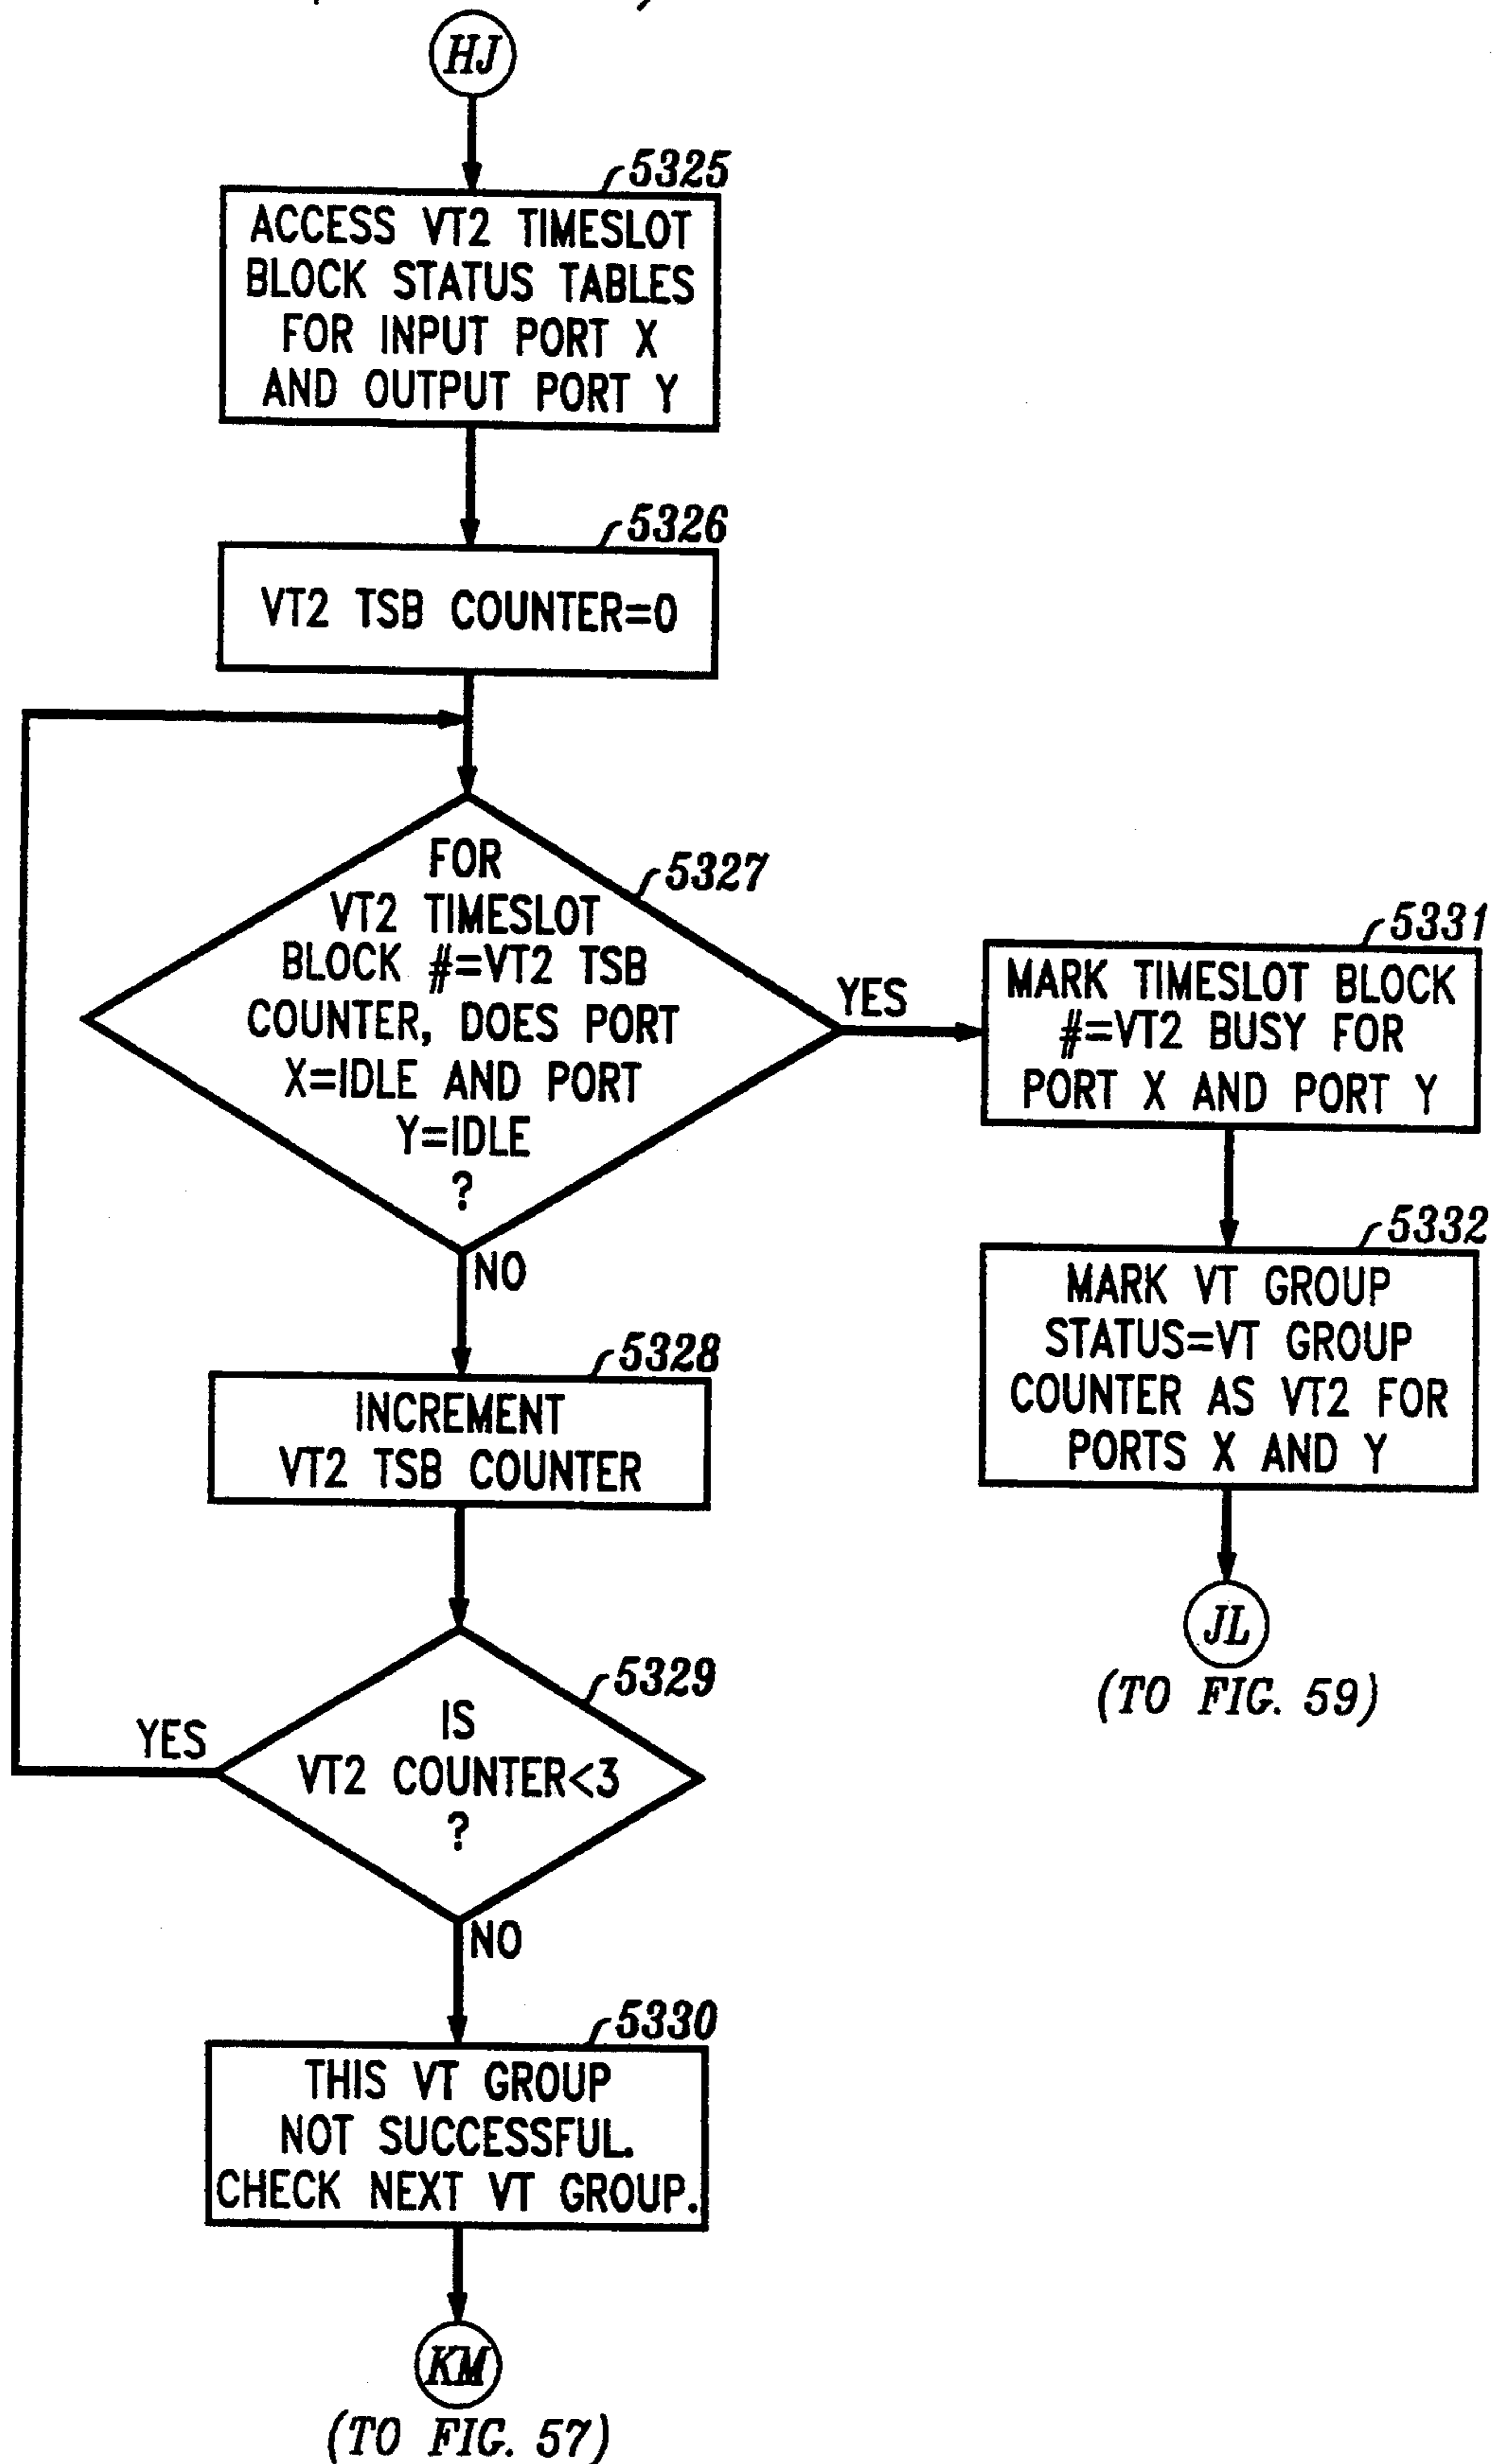 HJ
5325
ACCESS VT2 TIMESLOT
BLOCK STATUS TABLES
FOR INPUT PORT X
AND OUTPUT PORT Y
5326
VT2 TSB COUNTER=0
FOR
VT2 TIMESLOT
BLOCK #=VT2 TSB
COUNTER, DOES PORT
X=IDLE AND PORT
Y=IDLE
?
5327
YES
NO
5331
MARK TIMESLOT BLOCK
#=VT2 BUSY FOR
PORT X AND PORT Y
5332
MARK VT GROUP
STATUS=VT GROUP
COUNTER AS VT2 FOR
PORTS X AND Y
JL
(TO FIG. 59)
5328
INCREMENT
VT2 TSB COUNTER
5329
IS
VT2 COUNTER<3
?
YES
NO
5330
THIS VT GROUP
NOT SUCCESSFUL.
CHECK NEXT VT GROUP.
KM
(TO FIG. 57)